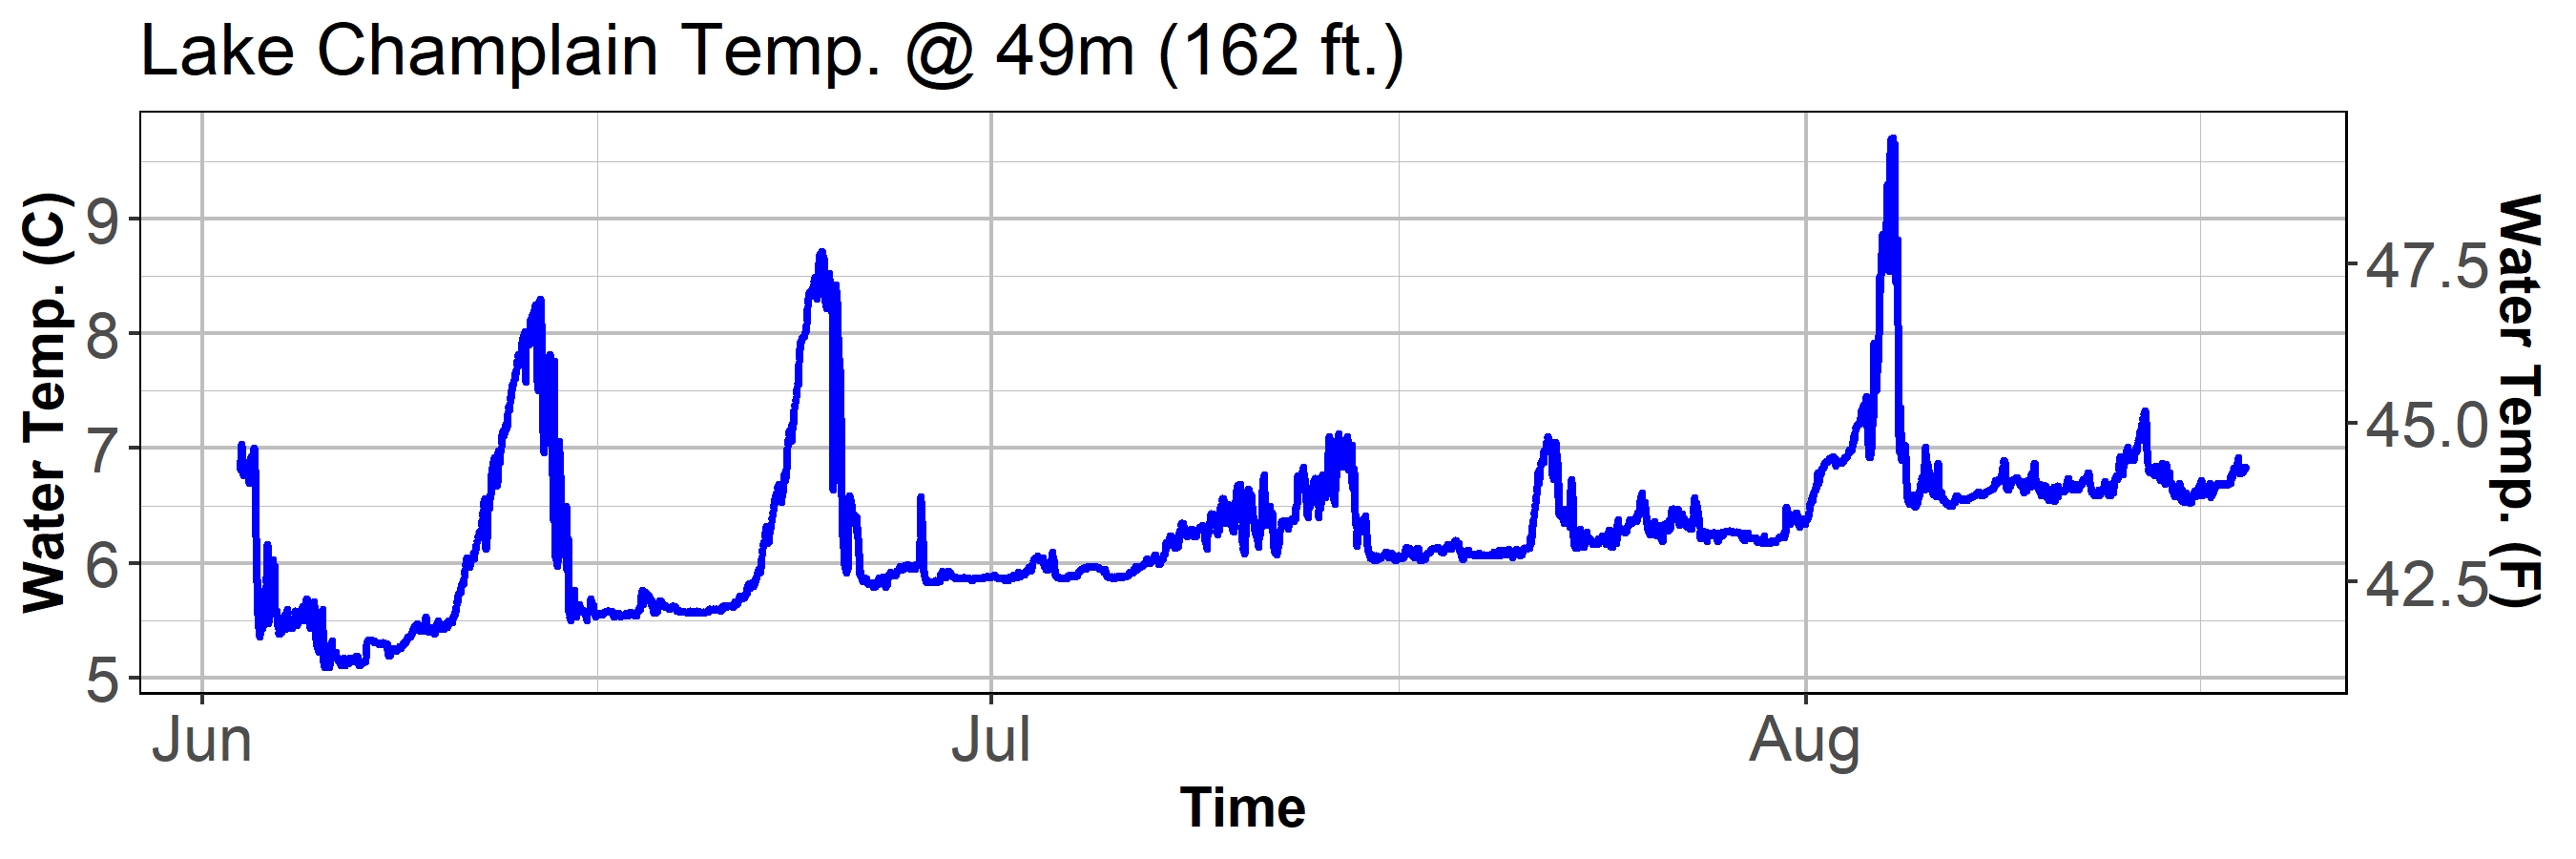 Lake Champlain Temp. @ 49m (162 ft.)
Water Temp. (C)
9
8
7
6
5
47.5
45.0
42.5
Water Temp. (F)
Jun Jul Aug
Time